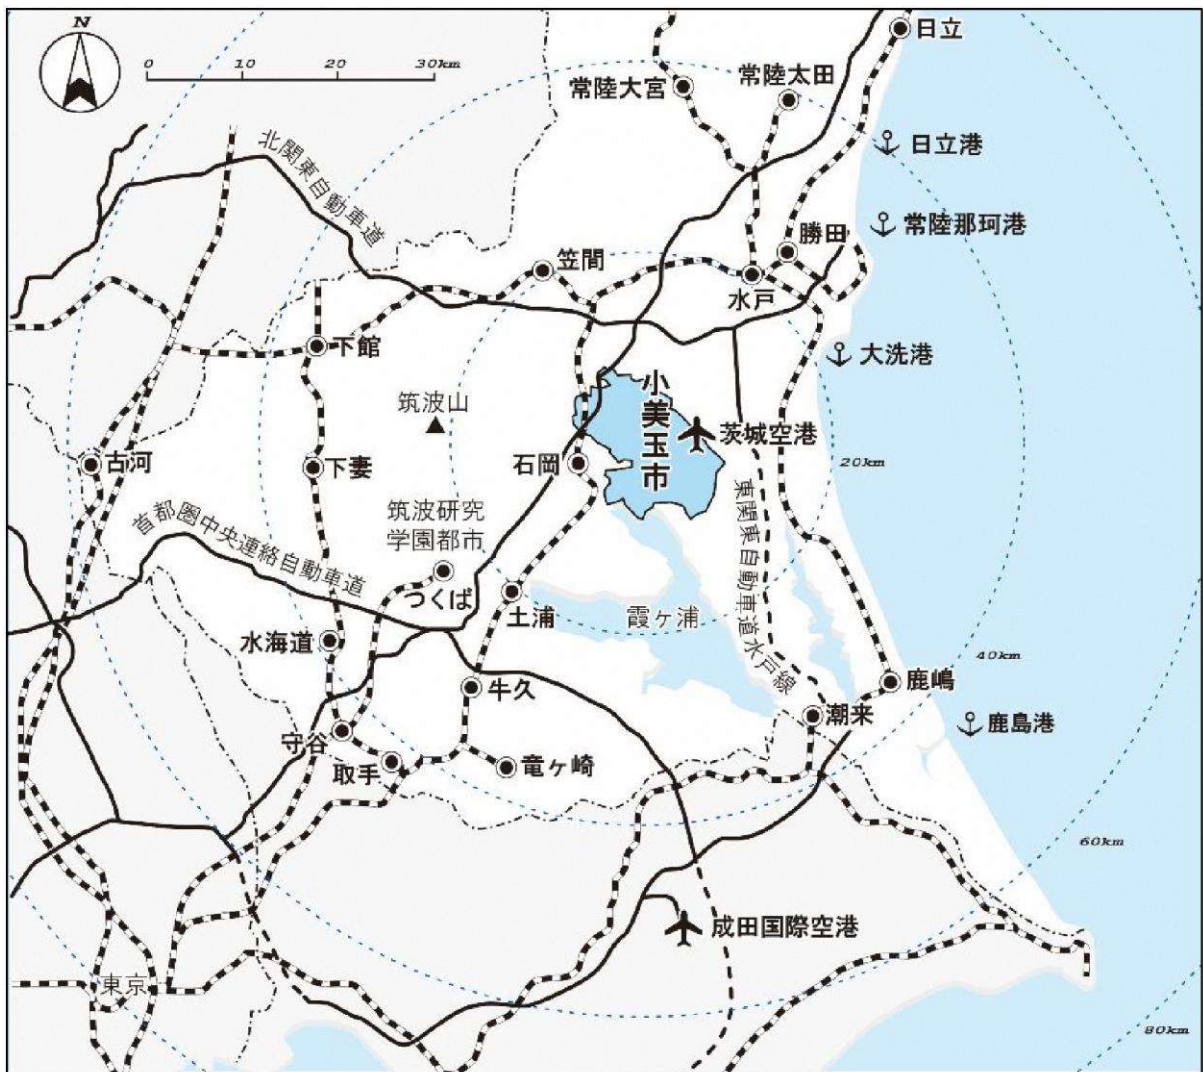 N
0 10 20 30km
日立
常陸大宮
常陸太田
日立港
北関東自動車道
常陸那珂港
勝田
笠間
水戸
下館
大洗港
小美玉市
筑波山
茨城空港
古河
下妻
石岡
20km
筑波研究
学園都市
首都圏中央連絡自動車道
東関東自動車道水戸線
つくば
土浦
霞ヶ浦
水海道
40km
牛久
鹿嶋
潮来
鹿島港
守谷
取手
竜ヶ崎
60km
成田国際空港
東京
80km